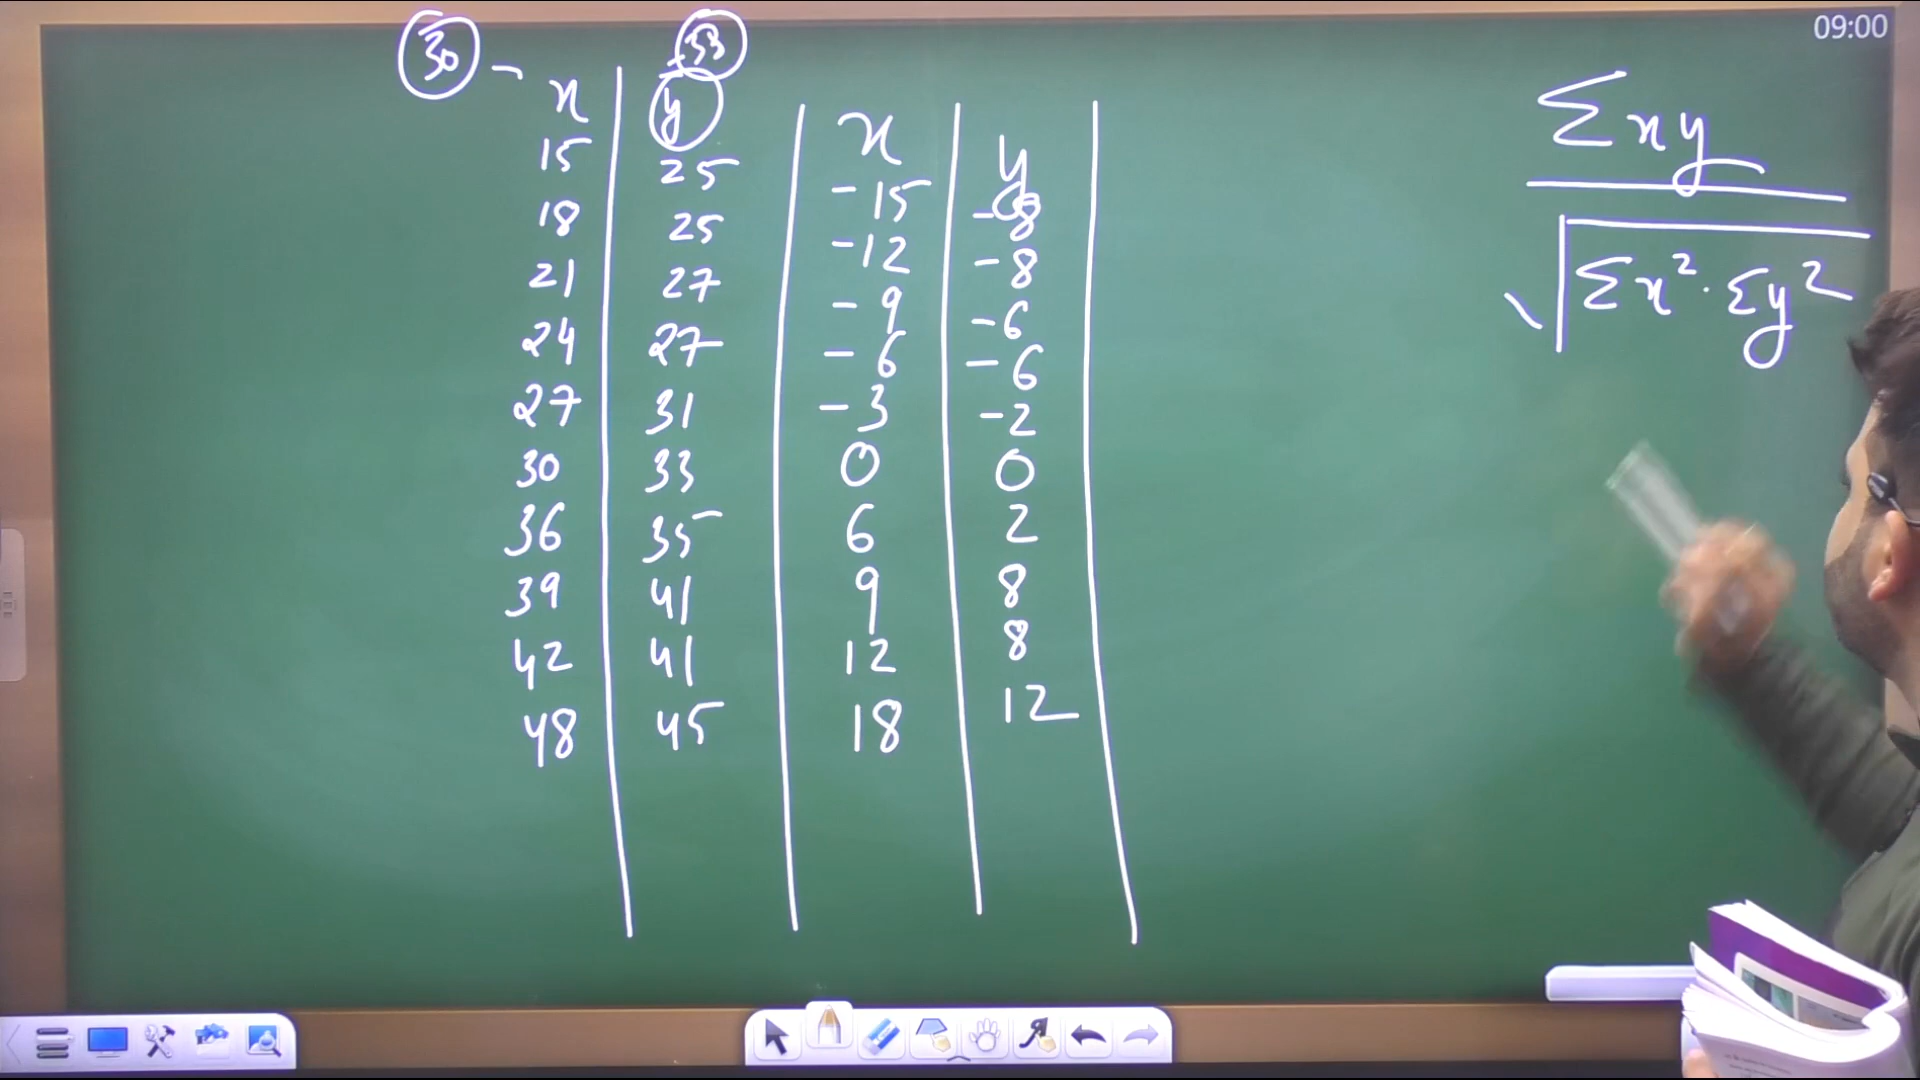 09:00
30 - 33
x y x y
15 25 -15 -8
18 25 -12 -8
21 27 -9 -6
24 27 -6 -6
27 31 -3 -2
30 33 0 0
36 35 6 2
39 41 9 8
42 41 12 8
48 45 18 12
Σxy
√Σx²·Σy²